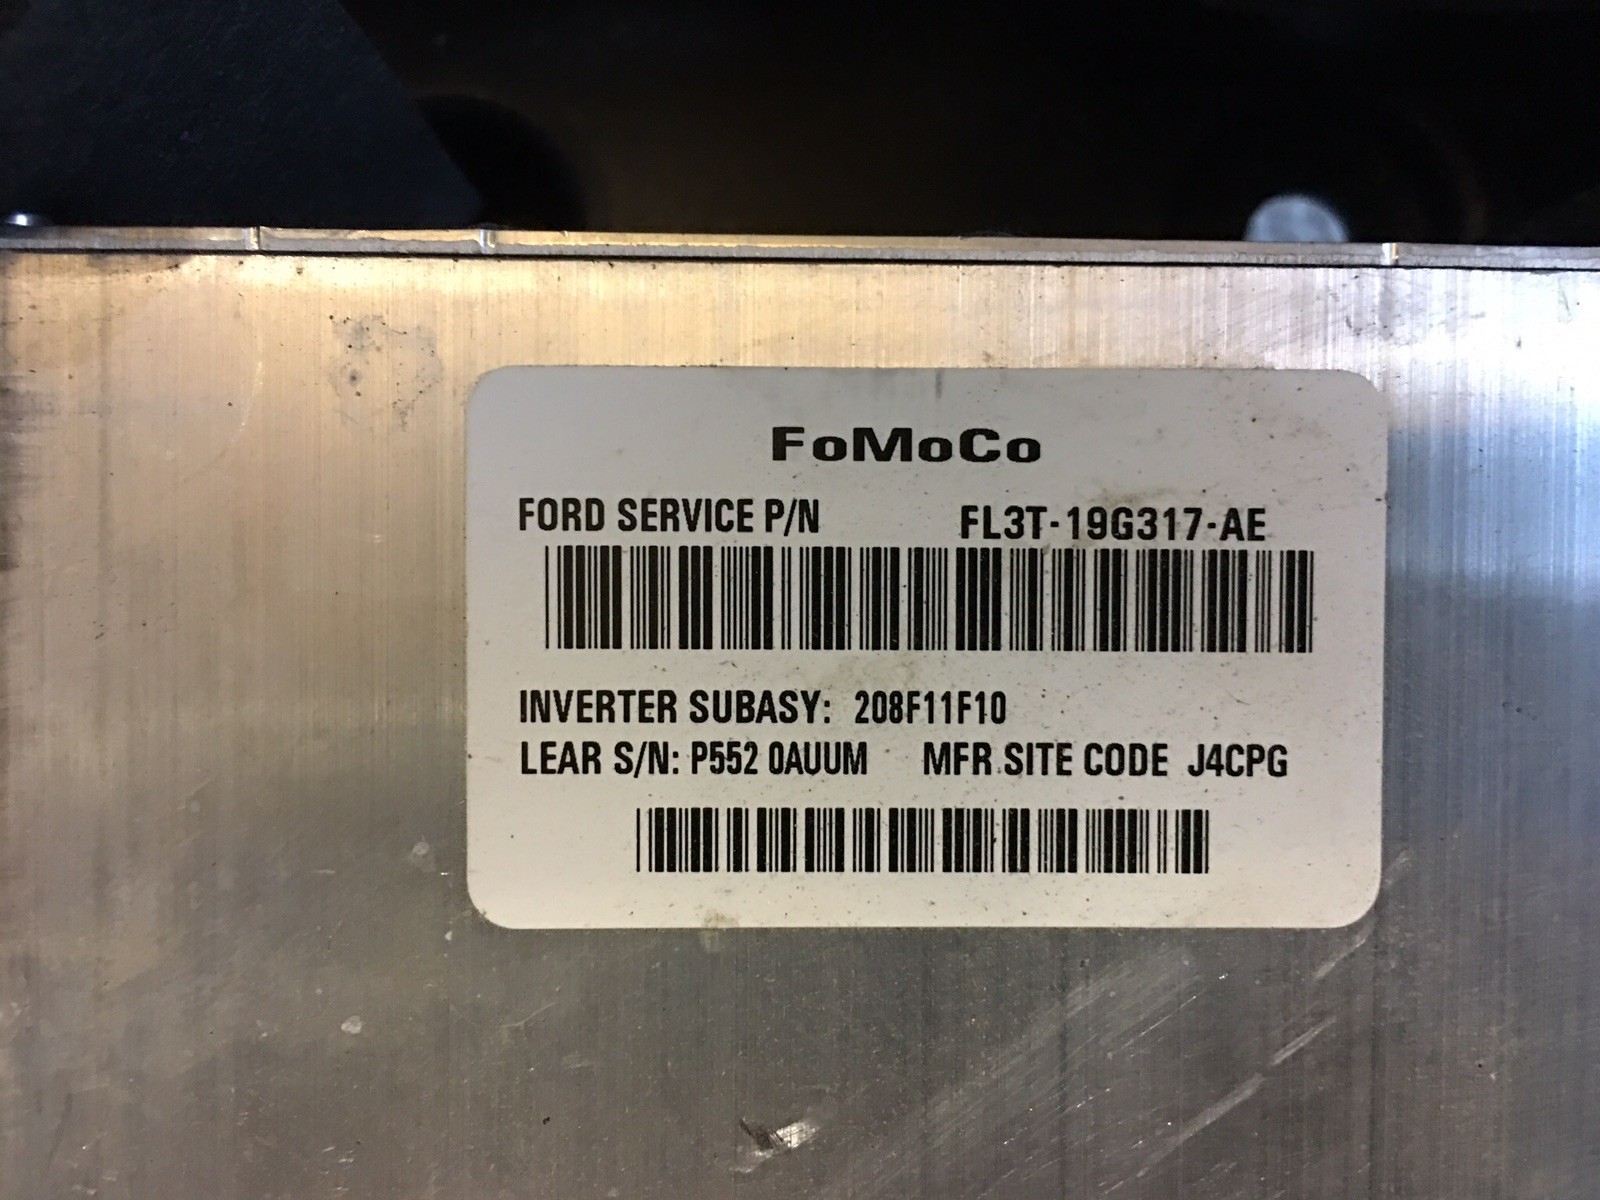 FoMoCo
FORD SERVICE P/N FL3T-19G317-AE
INVERTER SUBASY: 208F11F10
LEAR S/N: P552 0AUUM MFR SITE CODE J4CPG